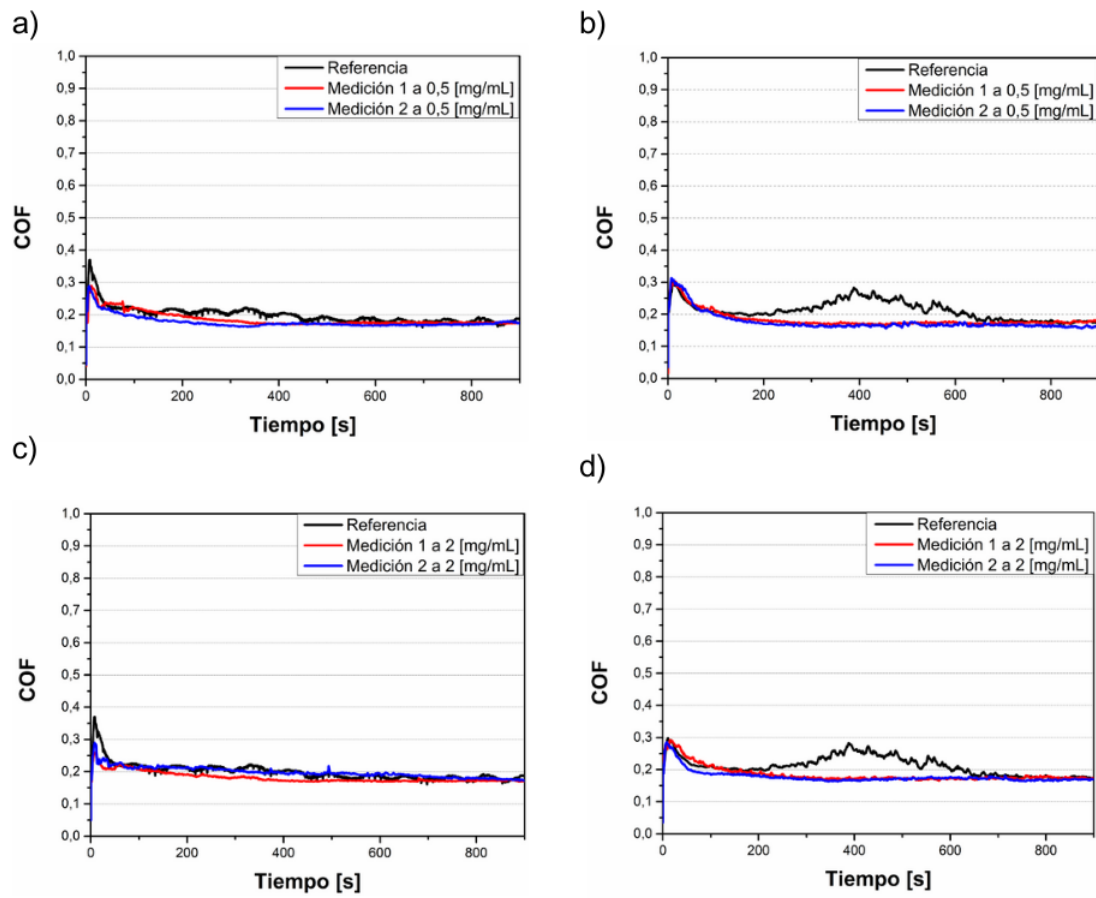 a)
1,0
0,9
0,8
0,7
0,6
0,5
0,4
0,3
0,2
0,1
0,0
COF
Referencia
Medición 1 a 0,5 [mg/mL]
Medición 2 a 0,5 [mg/mL]
0 200 400 600 800
Tiempo [s]
b)
1,0
0,9
0,8
0,7
0,6
0,5
0,4
0,3
0,2
0,1
0,0
COF
Referencia
Medición 1 a 0,5 [mg/mL]
Medición 2 a 0,5 [mg/mL]
0 200 400 600 800
Tiempo [s]
c)
1,0
0,9
0,8
0,7
0,6
0,5
0,4
0,3
0,2
0,1
0,0
COF
Referencia
Medición 1 a 2 [mg/mL]
Medición 2 a 2 [mg/mL]
0 200 400 600 800
Tiempo [s]
d)
1,0
0,9
0,8
0,7
0,6
0,5
0,4
0,3
0,2
0,1
0,0
COF
Referencia
Medición 1 a 2 [mg/mL]
Medición 2 a 2 [mg/mL]
0 200 400 600 800
Tiempo [s]